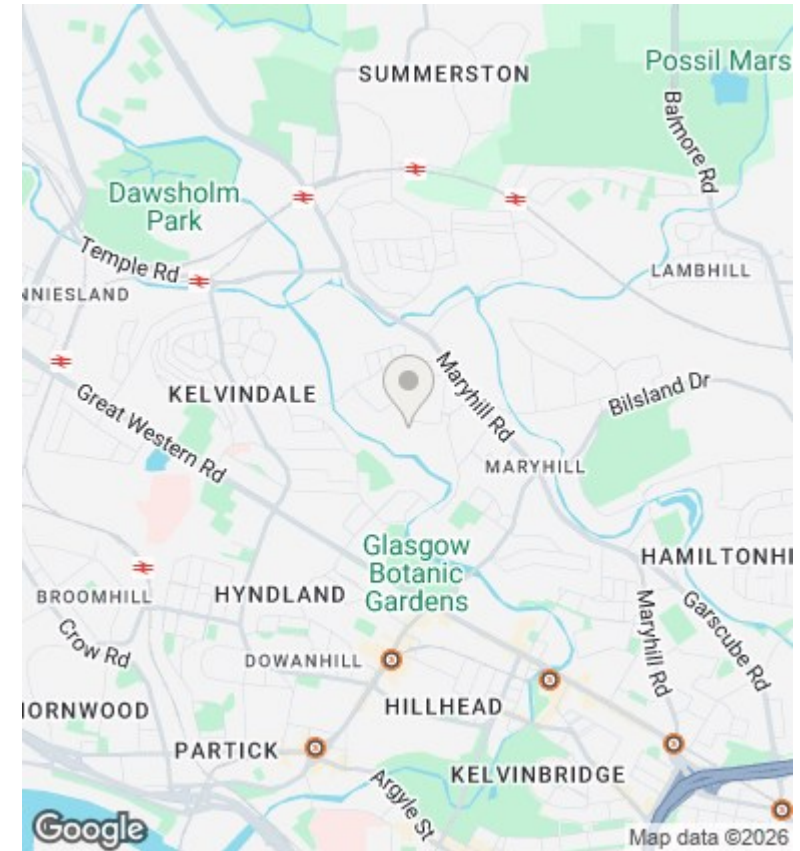 SUMMERSTON
Possil Mars
Balmore Rd
Dawsholm
Park
Temple Rd
LAMBHILL
NNIESLAND
Maryhill Rd
Bilsland Dr
KELVINDALE
Great Western Rd
MARYHILL
Glasgow
Botanic
Gardens
HAMILTONHI
BROOMHILL
HYNDLAND
Maryhill Rd
Garscube Rd
Crow Rd
DOWANHILL
HORNWOOD
HILLHEAD
PARTICK
KELVINBRIDGE
Argyle St
Google
Map data ©2026